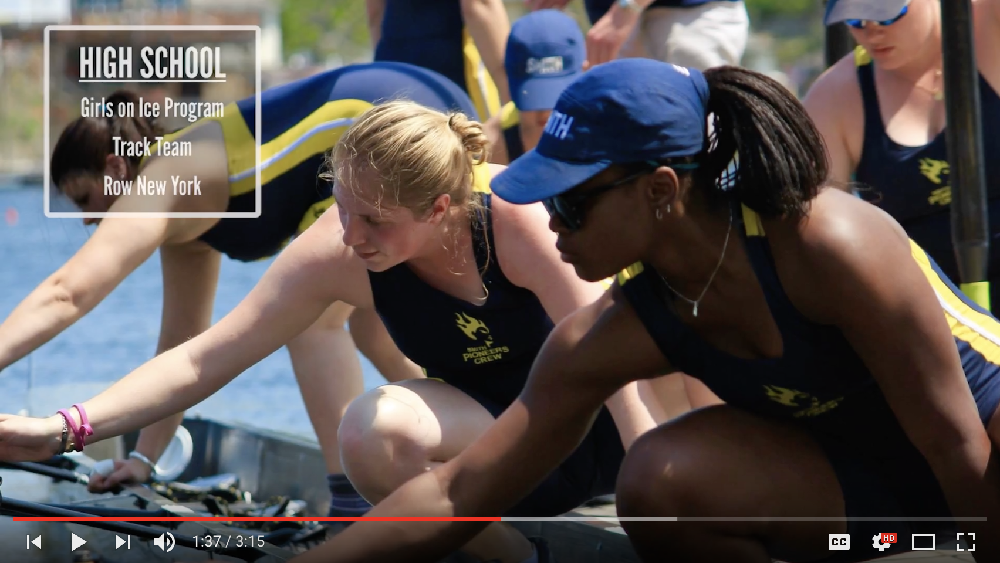 HIGH SCHOOL
Girls on Ice Program
Track Team
Row New York
SMITH
SMITH
PIONEERS
CREW
1:37 / 3:15
CC
HD